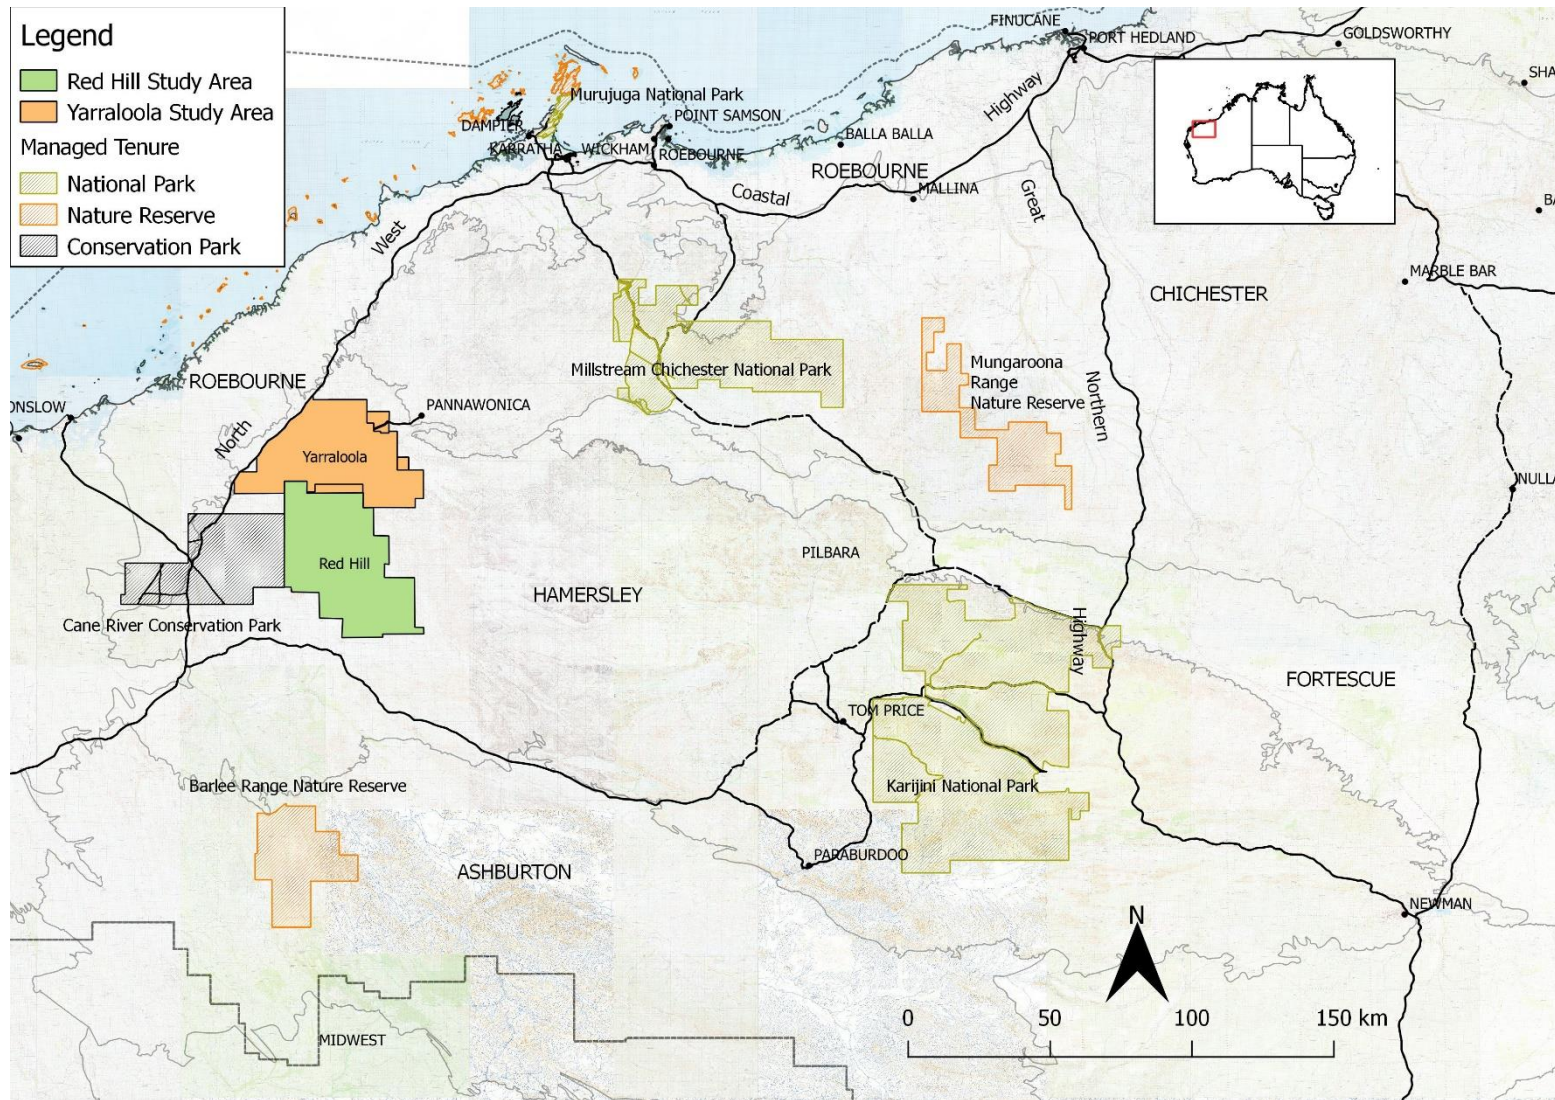 Legend
Red Hill Study Area
Yarraloola Study Area
Managed Tenure
National Park
Nature Reserve
Conservation Park
FINUCANE
PORT HEDLAND
GOLDSWORTHY
SHA
Murujuga National Park
Highway
DAMPIER
POINT SAMSON
BALLA BALLA
KARRATHA
WICKHAM
ROEBOURNE
ROEBOURNE
Coastal
MALLINA
Great
BA
West
MARBLE BAR
CHICHESTER
Millstream Chichester National Park
Mungaroona
Range
Nature Reserve
Northern
ROEBOURNE
ONSLOW
PANNAWONICA
North
Yarraloola
NULLA
Red Hill
PILBARA
HAMERSLEY
Cane River Conservation Park
Highway
FORTESCUE
TOM PRICE
Barlee Range Nature Reserve
Karijini National Park
PARABURDOO
ASHBURTON
NEWMAN
N
MIDWEST
0 50 100 150 km